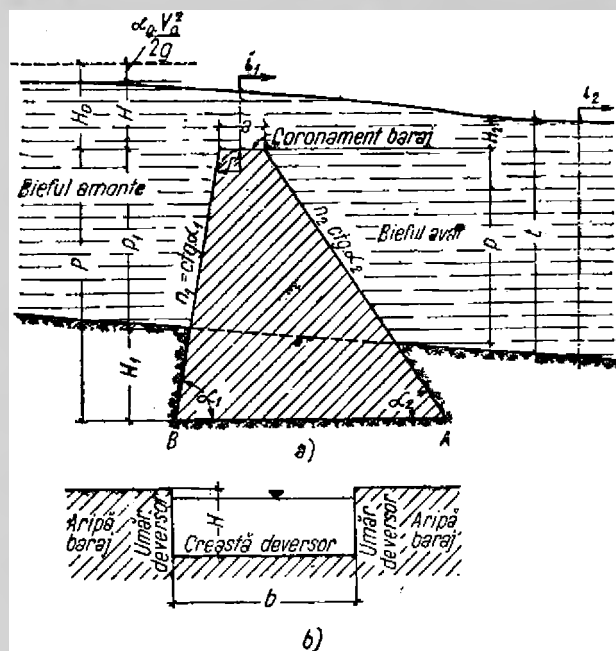 α₀V₀²
2g
i₁
i₂
H₀
H
a
H₂
Coronament baraj
Bieful amonte
P
P₁
n₁=ctgα₁
n₂ ctgα₂
Bieful aval
P
t
H₁
α₁
α₂
B
A
a)
Aripă baraj
Umăr deversor
H
Creastă deversor
Umăr deversor
Aripă baraj
b
b)